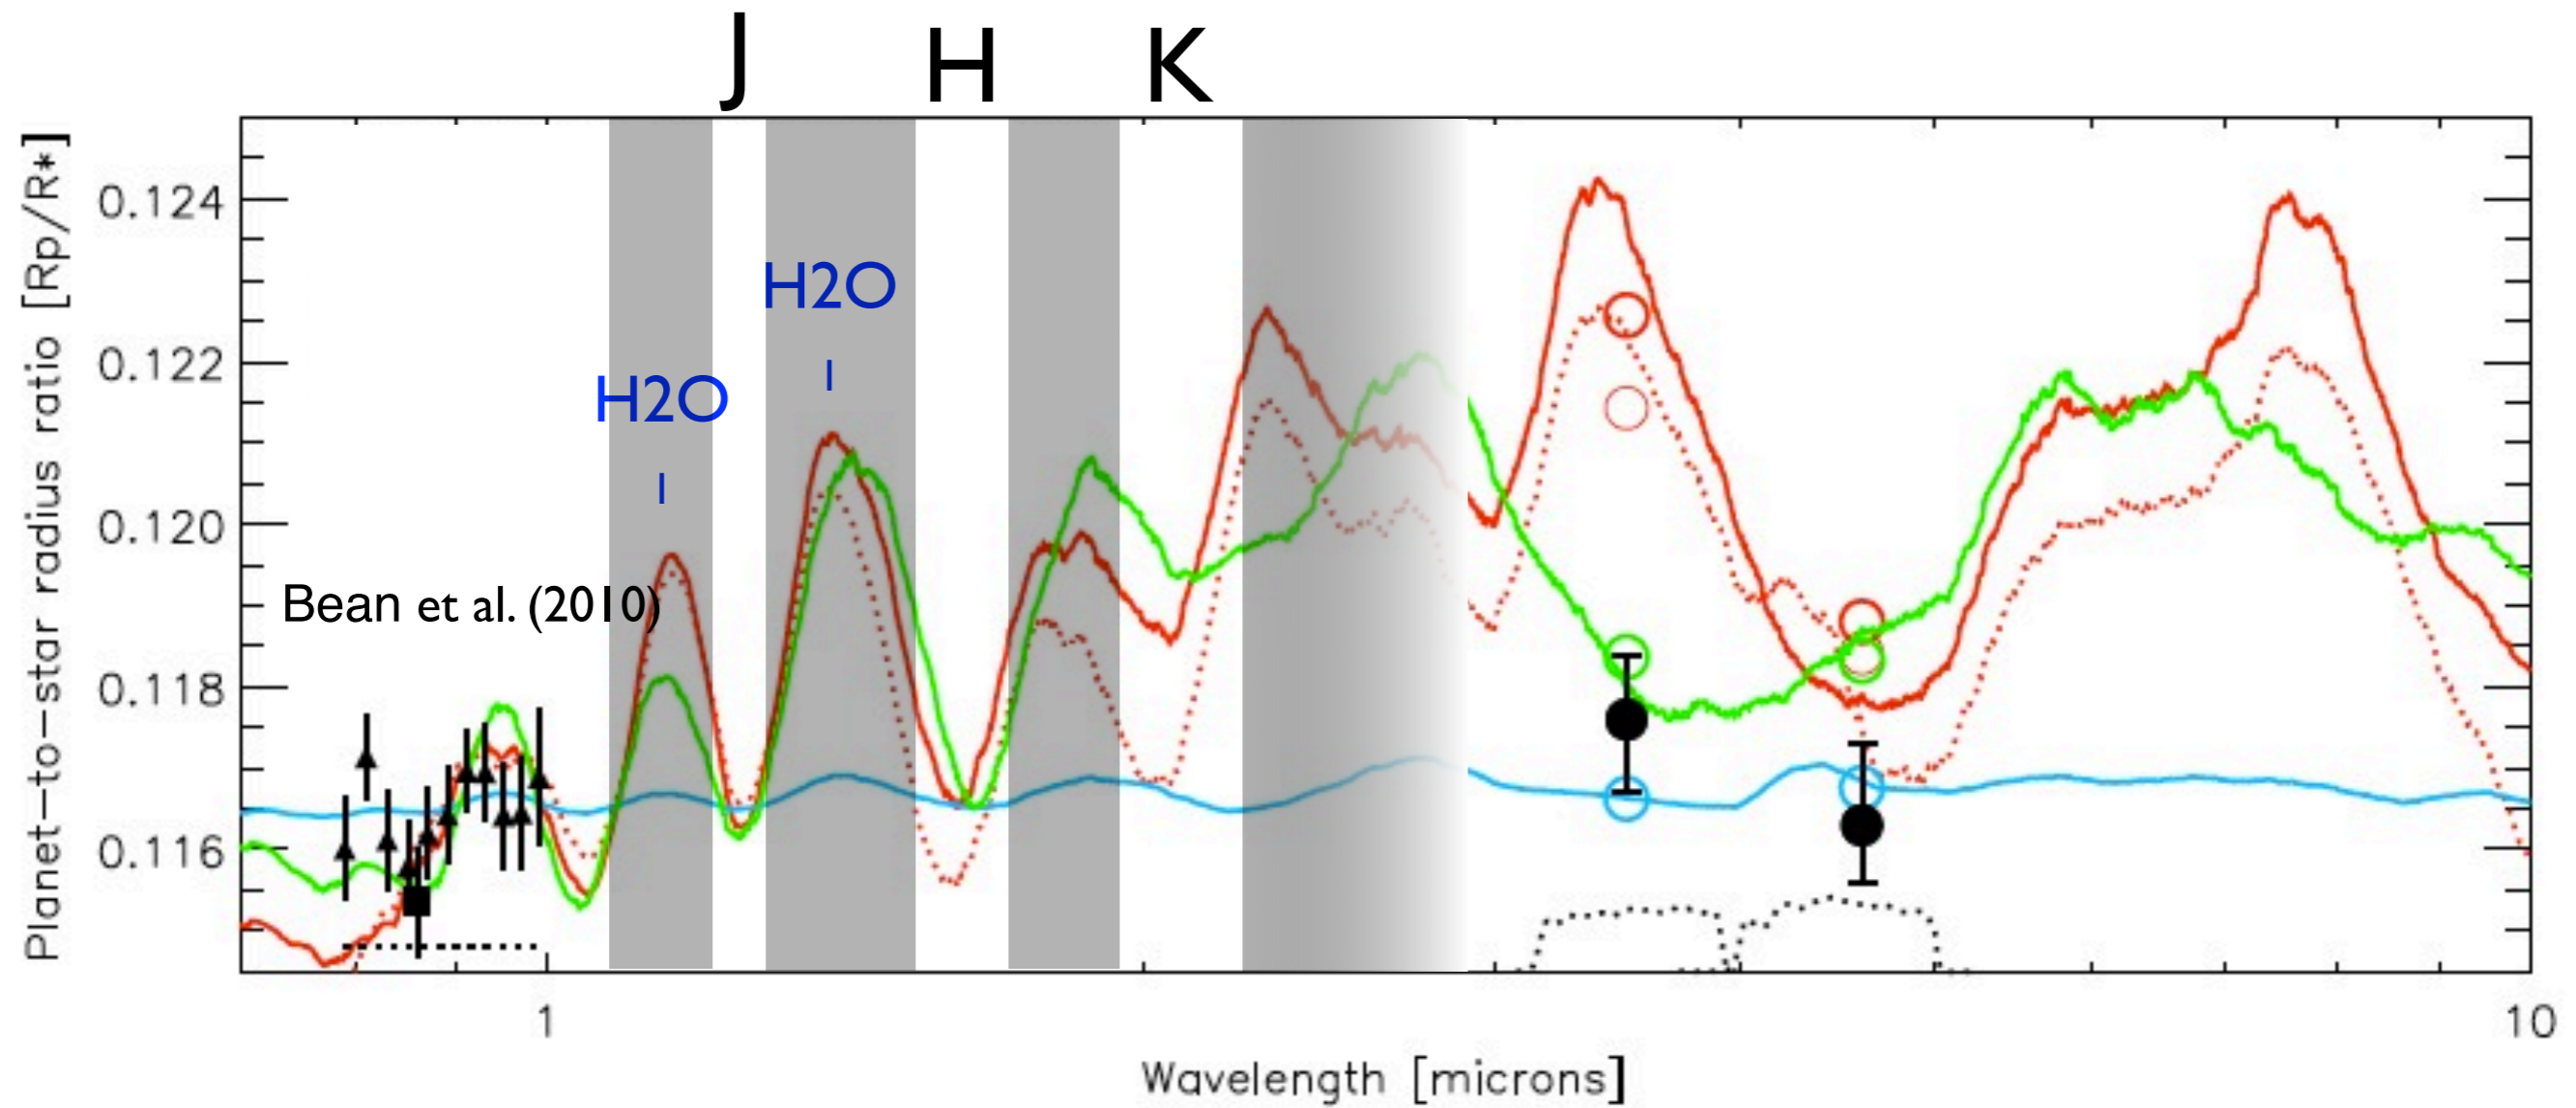 J H K
Planet-to-star radius ratio [Rp/R*]
0.124
0.122
0.120
0.118
0.116
H2O
H2O
Bean et al. (2010)
1
10
Wavelength [microns]